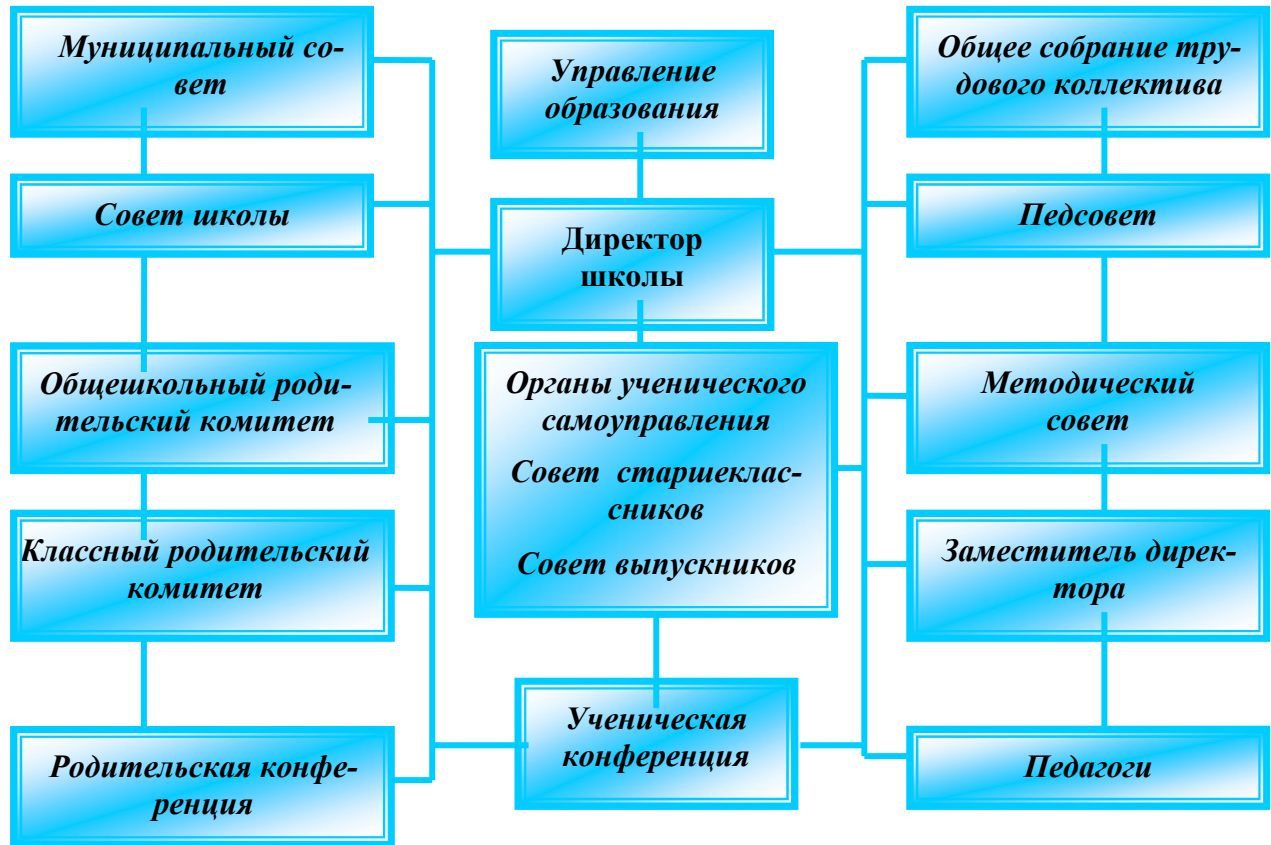 Муниципальный со-
вет
Совет школы
Общешкольный роди-
тельский комитет
Классный родительский
комитет
Родительская конфе-
ренция
Управление
образования
Директор
школы
Органы ученического
самоуправления
Совет старшеклас-
сников
Совет выпускников
Ученическая
конференция
Общее собрание тру-
дового коллектива
Педсовет
Методический
совет
Заместитель дирек-
тора
Педагоги